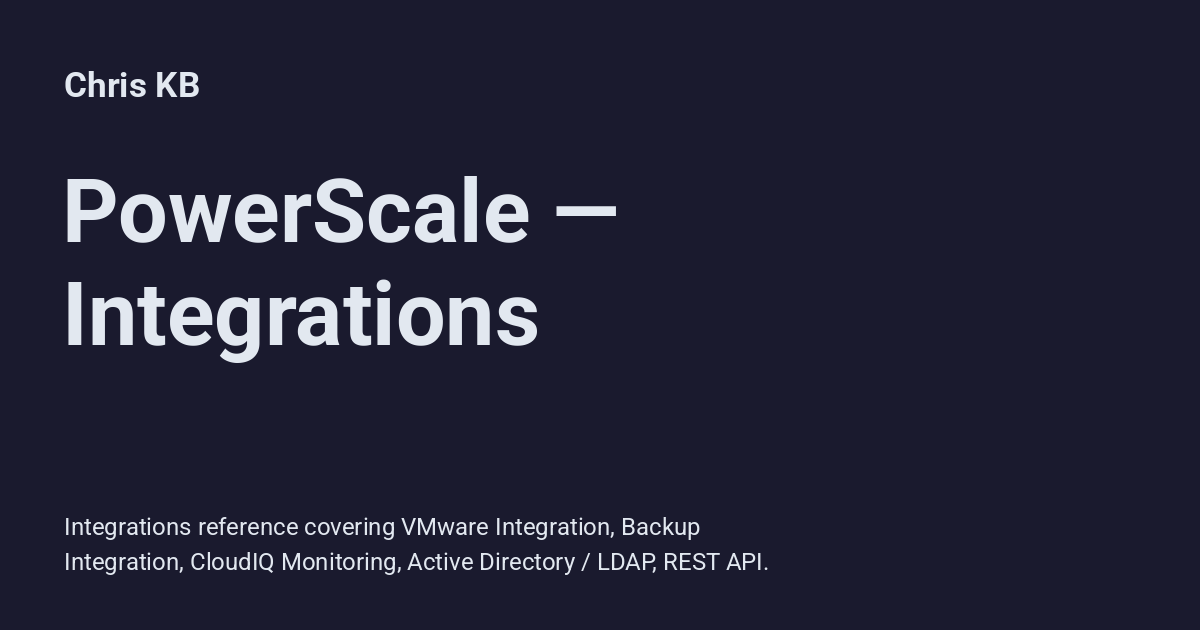 Chris KB
PowerScale —
Integrations
Integrations reference covering VMware Integration, Backup
Integration, CloudIQ Monitoring, Active Directory / LDAP, REST API.